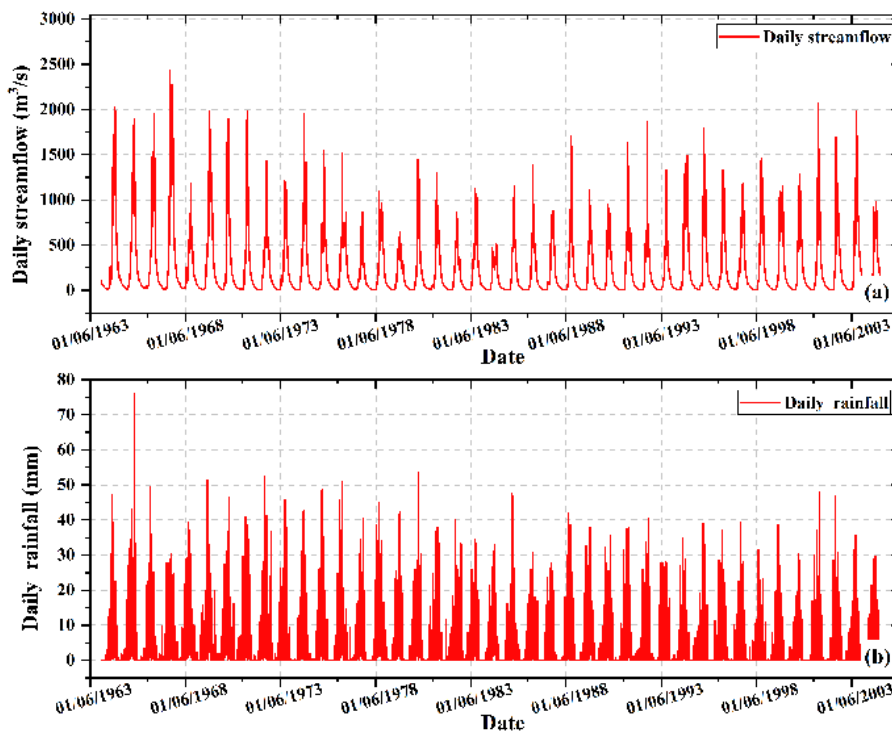 3000
2500
2000
1500
1000
500
0
Daily streamflow (m³/s)
Daily streamflow
(a)
01/06/1963 01/06/1968 01/06/1973 01/06/1978 01/06/1983 01/06/1988 01/06/1993 01/06/1998 01/06/2003
Date
80
70
60
50
40
30
20
10
0
Daily rainfall (mm)
Daily rainfall
(b)
01/06/1963 01/06/1968 01/06/1973 01/06/1978 01/06/1983 01/06/1988 01/06/1993 01/06/1998 01/06/2003
Date